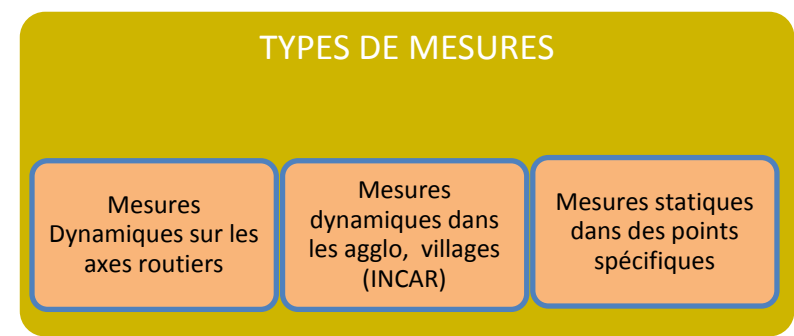 TYPES DE MESURES
Mesures
Dynamiques sur les
axes routiers
Mesures
dynamiques dans
les agglo, villages
(INCAR)
Mesures statiques
dans des points
spécifiques